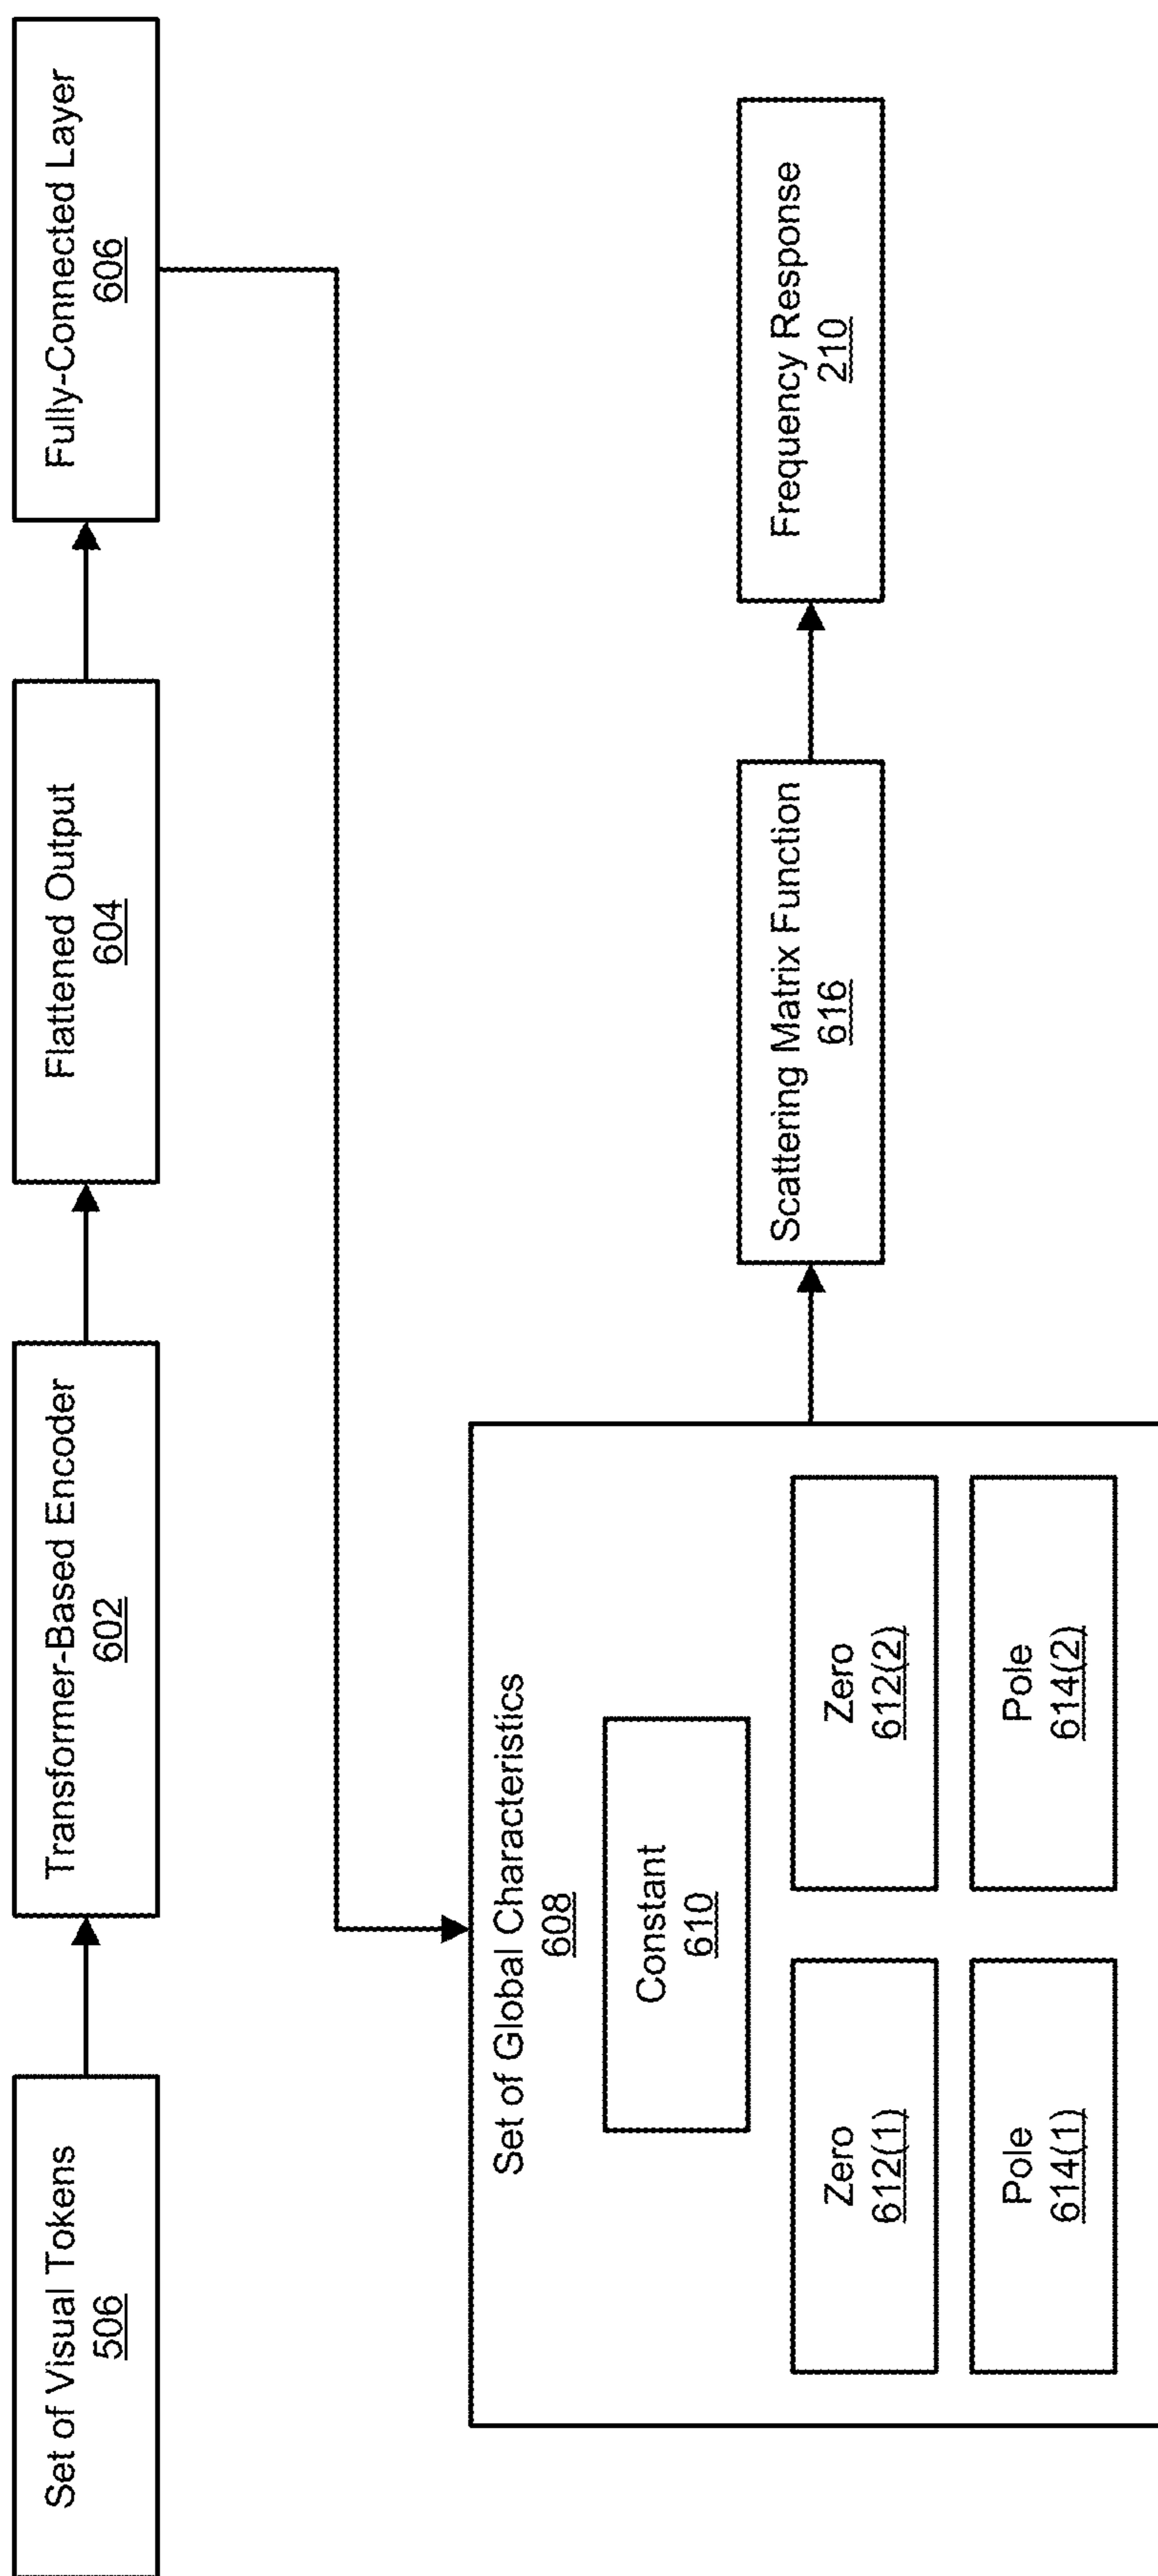 Set of Visual Tokens
506
Transformer-Based Encoder
602
Flattened Output
604
Fully-Connected Layer
606
Set of Global Characteristics
608
Constant
610
Zero
612(1)
Zero
612(2)
Pole
614(1)
Pole
614(2)
Scattering Matrix Function
616
Frequency Response
210